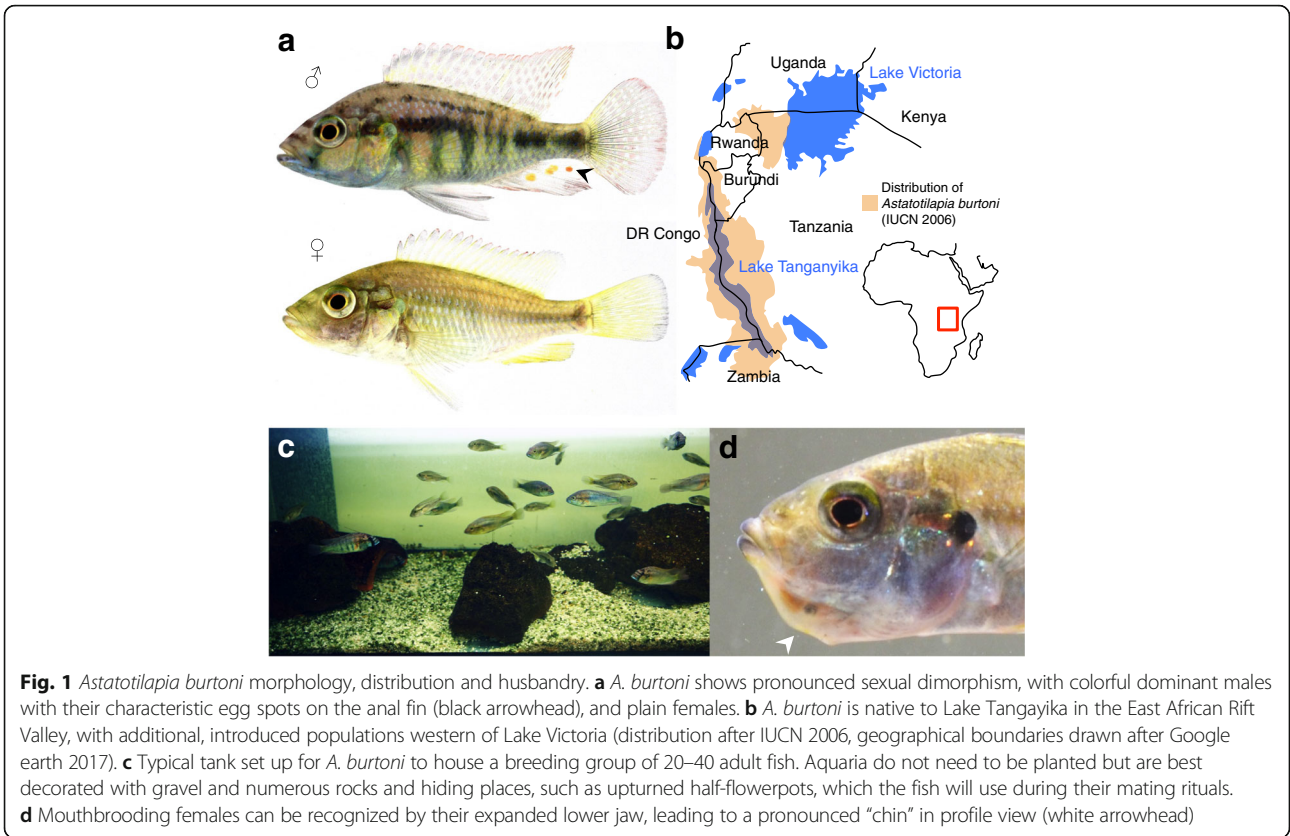 a
♂
♀
b
Uganda
Lake Victoria
Kenya
Rwanda
Burundi
Distribution of
Astatotilapia burtoni
(IUCN 2006)
Tanzania
DR Congo
Lake Tanganyika
Zambia
c
d
Fig. 1 Astatotilapia burtoni morphology, distribution and husbandry. a A. burtoni shows pronounced sexual dimorphism, with colorful dominant males
with their characteristic egg spots on the anal fin (black arrowhead), and plain females. b A. burtoni is native to Lake Tangayika in the East African Rift
Valley, with additional, introduced populations western of Lake Victoria (distribution after IUCN 2006, geographical boundaries drawn after Google
earth 2017). c Typical tank set up for A. burtoni to house a breeding group of 20–40 adult fish. Aquaria do not need to be planted but are best
decorated with gravel and numerous rocks and hiding places, such as upturned half-flowerpots, which the fish will use during their mating rituals.
d Mouthbrooding females can be recognized by their expanded lower jaw, leading to a pronounced “chin” in profile view (white arrowhead)